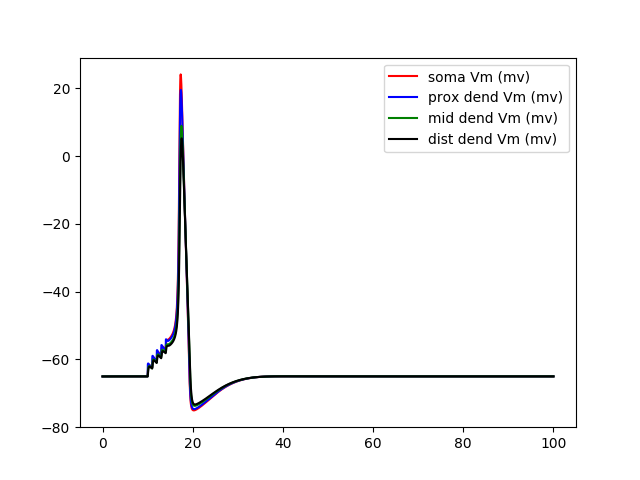 soma Vm (mv)
prox dend Vm (mv)
mid dend Vm (mv)
dist dend Vm (mv)
20
0
−20
−40
−60
−80
0 20 40 60 80 100